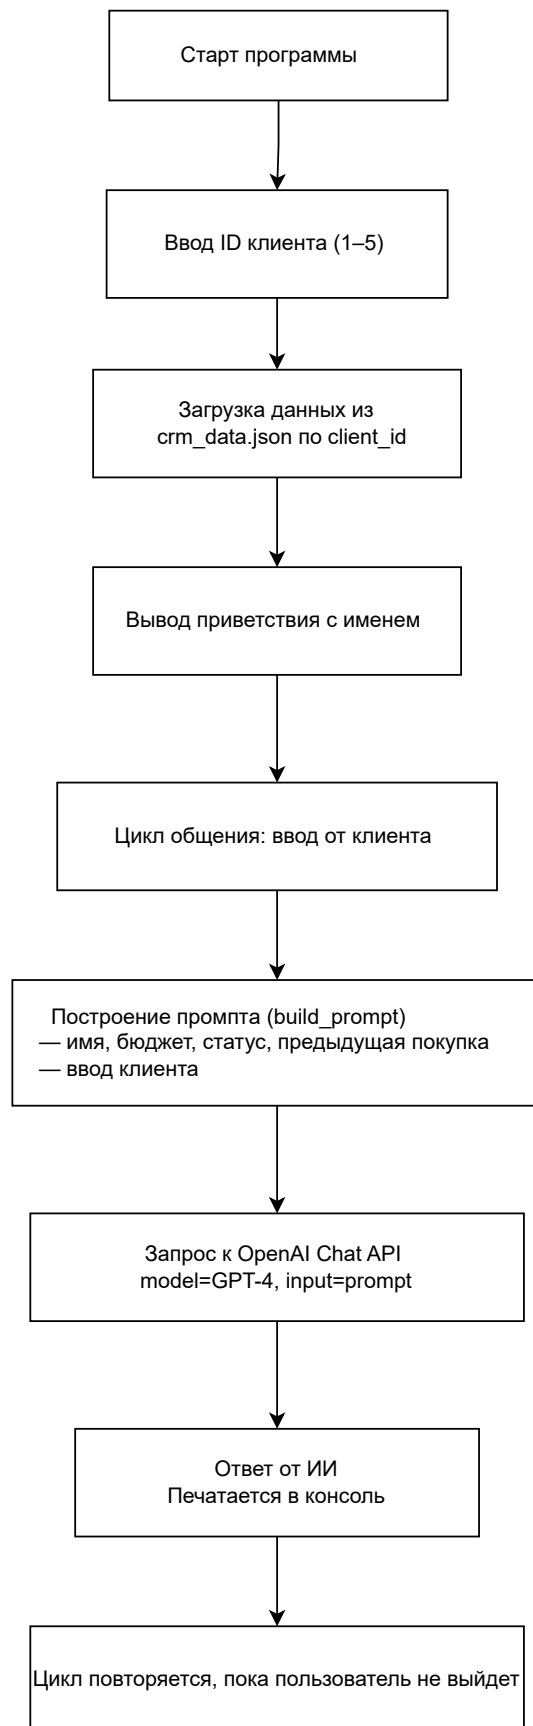 Старт программы
Ввод ID клиента (1–5)
Загрузка данных из
crm_data.json по client_id
Вывод приветствия с именем
Цикл общения: ввод от клиента
Построение промпта (build_prompt)
— имя, бюджет, статус, предыдущая покупка
— ввод клиента
Запрос к OpenAI Chat API
model=GPT-4, input=prompt
Ответ от ИИ
Печатается в консоль
Цикл повторяется, пока пользователь не выйдет